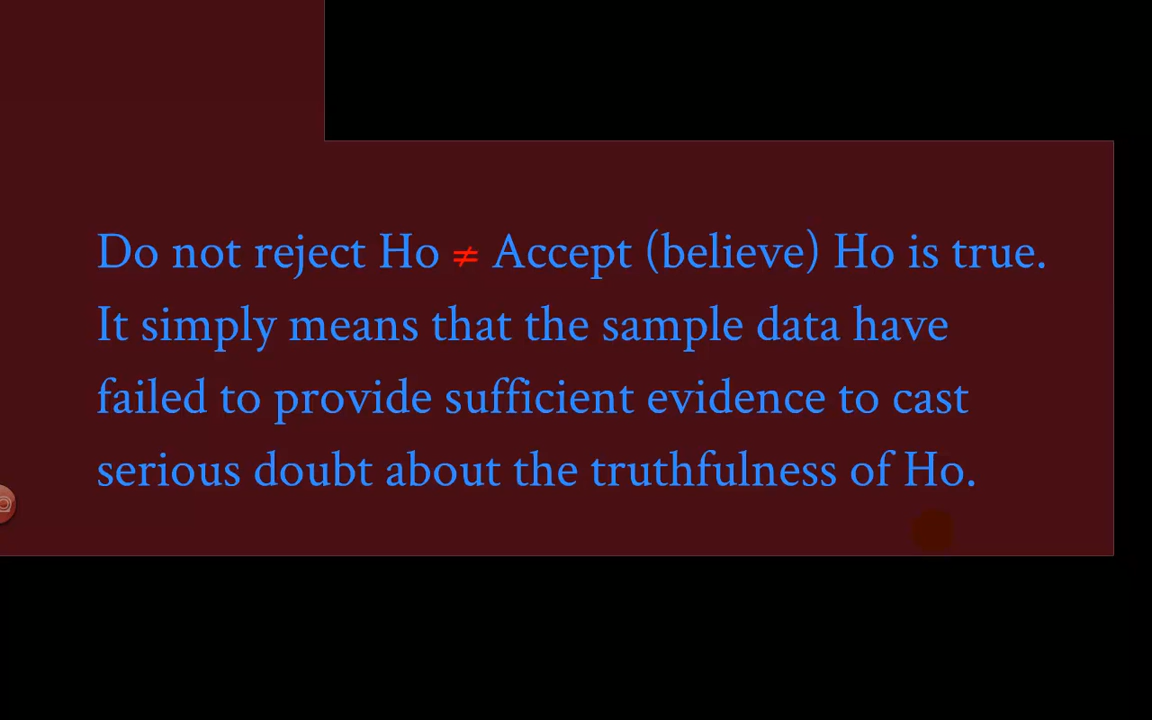 Do not reject Ho ≠ Accept (believe) Ho is true.
It simply means that the sample data have
failed to provide sufficient evidence to cast
serious doubt about the truthfulness of Ho.